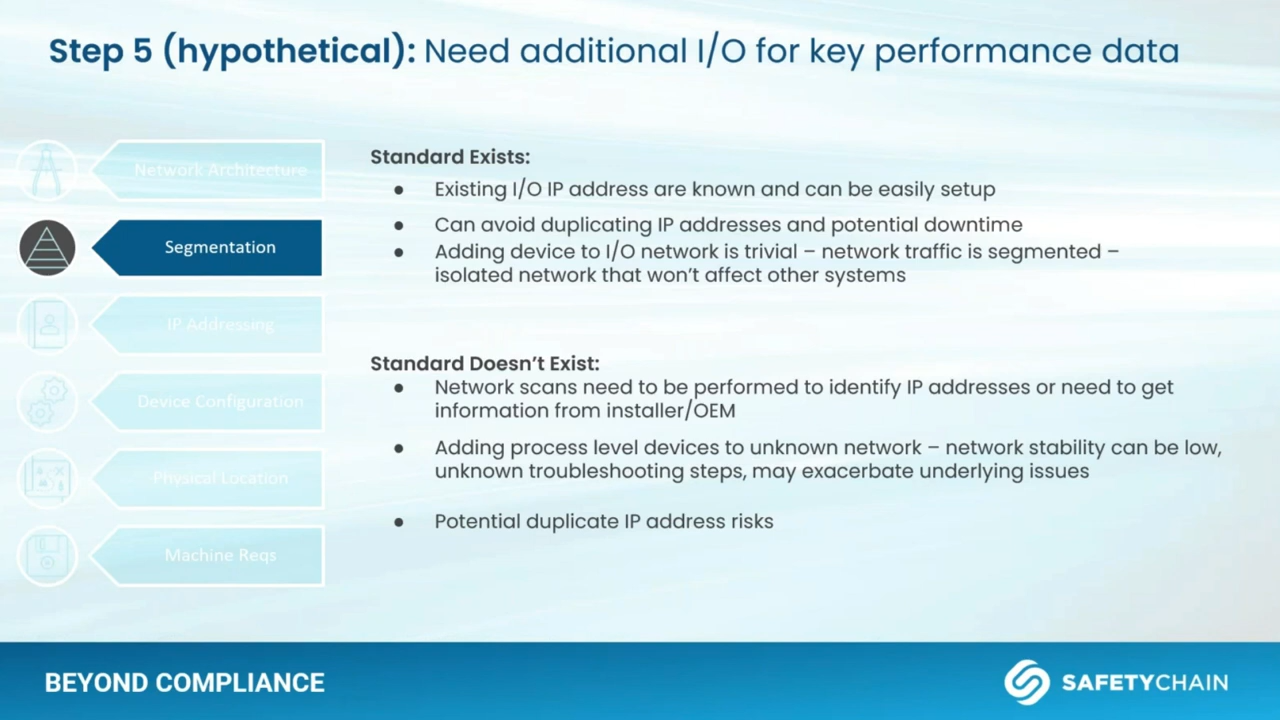 Step 5 (hypothetical): Need additional I/O for key performance data
Network Architecture
Segmentation
IP Addressing
Device Configuration
Physical Location
Machine Reqs
Standard Exists:
● Existing I/O IP address are known and can be easily setup
● Can avoid duplicating IP addresses and potential downtime
● Adding device to I/O network is trivial – network traffic is segmented –
isolated network that won’t affect other systems
Standard Doesn’t Exist:
● Network scans need to be performed to identify IP addresses or need to get
information from installer/OEM
● Adding process level devices to unknown network – network stability can be low,
unknown troubleshooting steps, may exacerbate underlying issues
● Potential duplicate IP address risks
BEYOND COMPLIANCE
SAFETYCHAIN